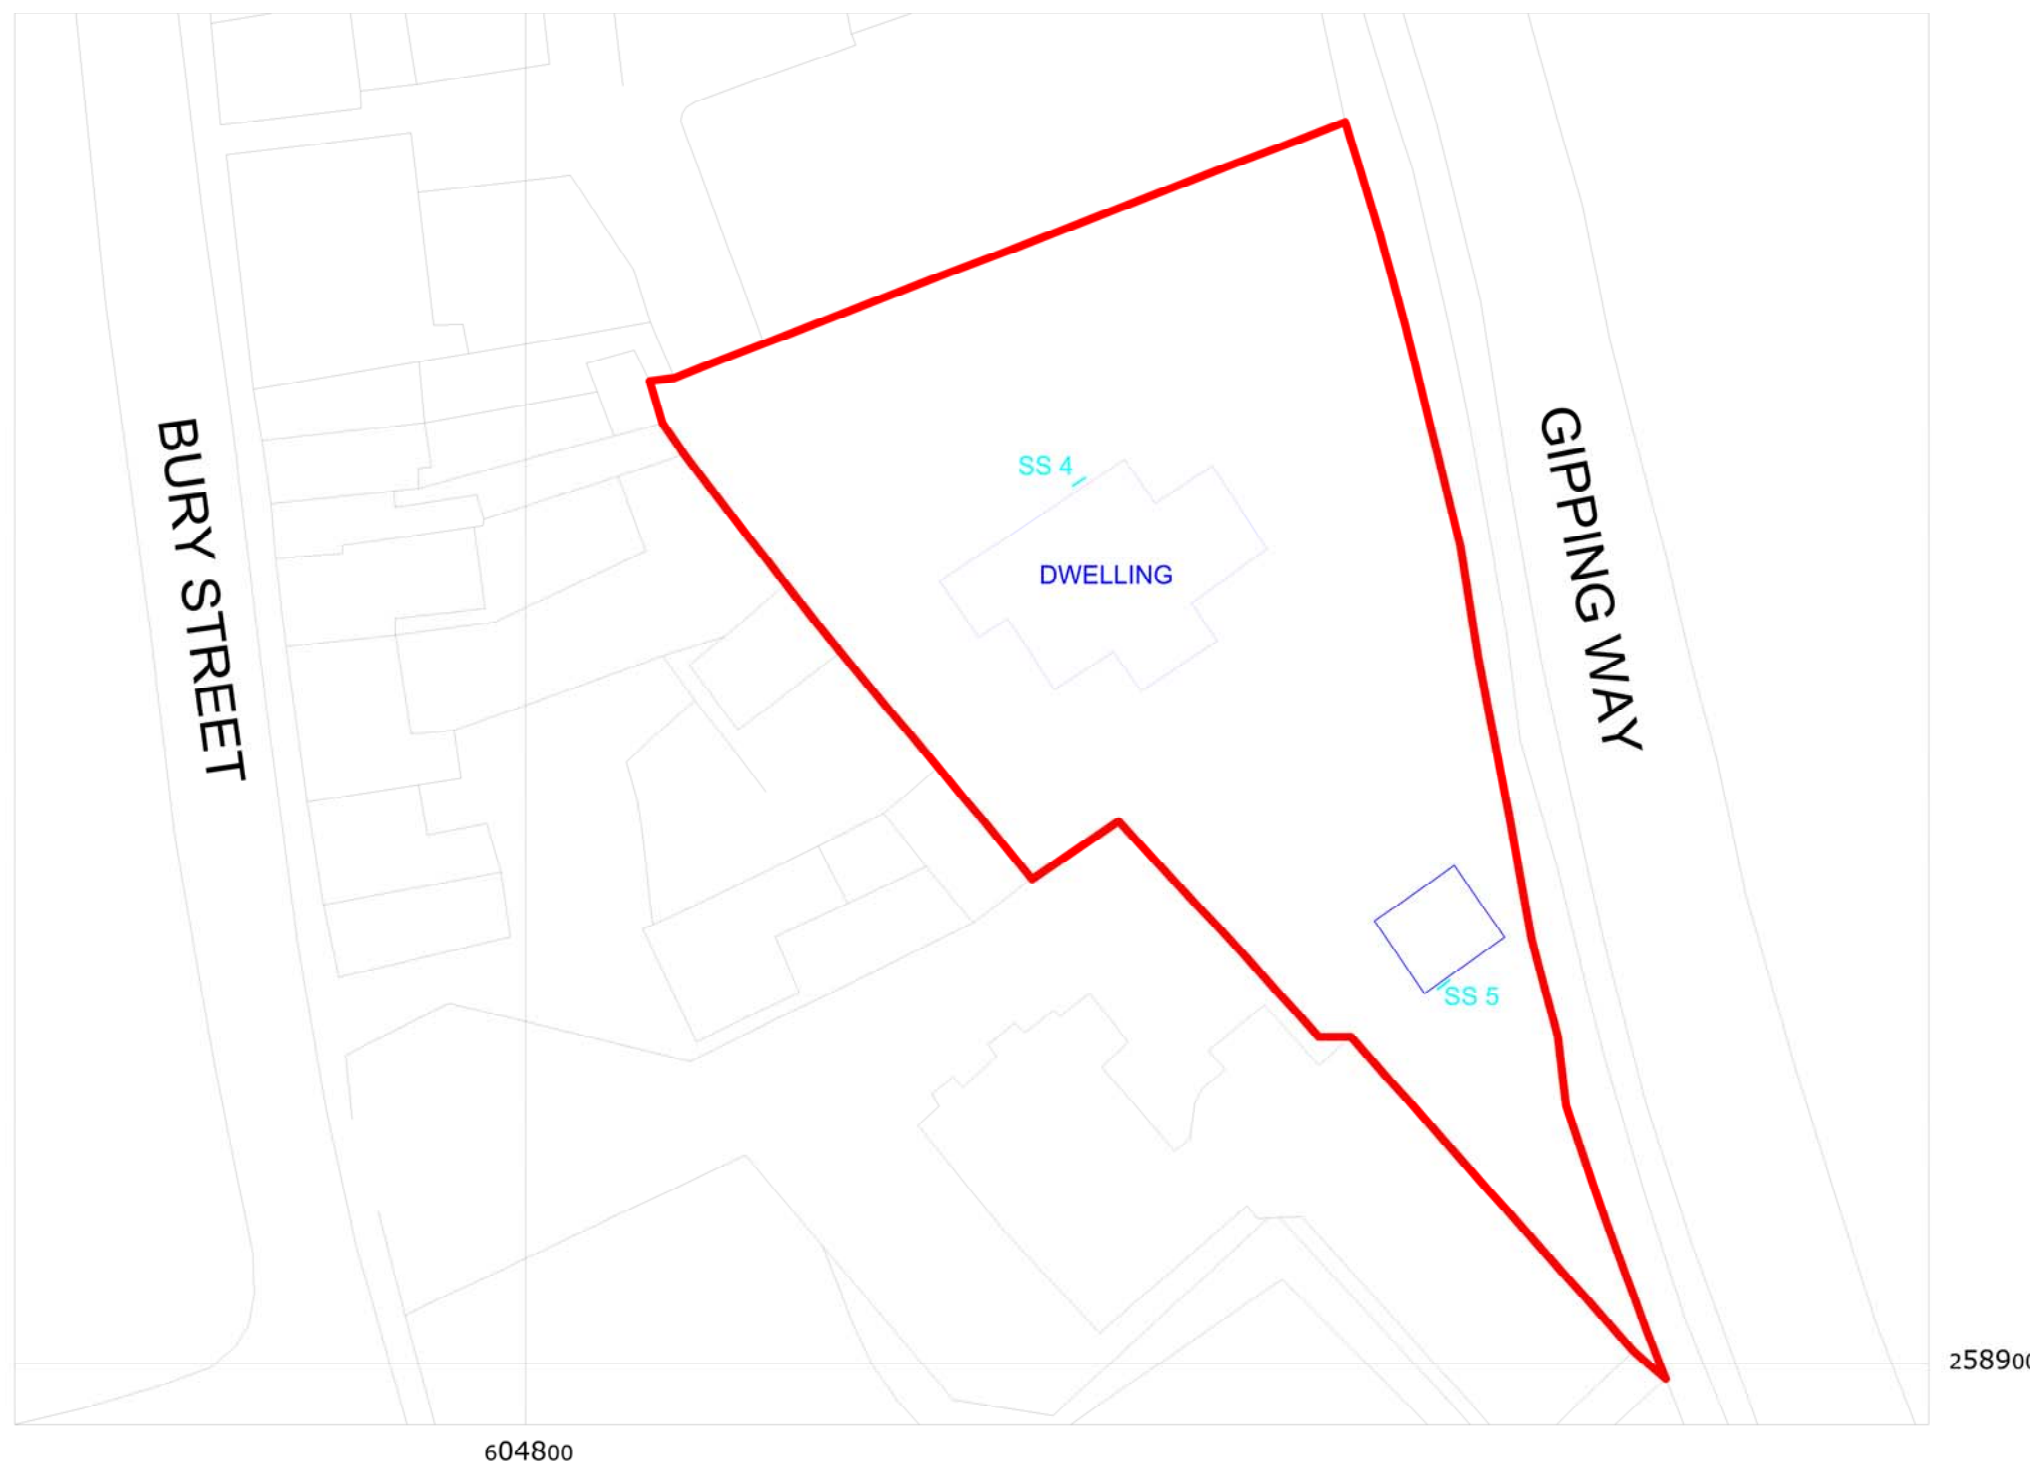 BURY STREET
SS 4
DWELLING
GIPPING WAY
SS 5
258900
604800